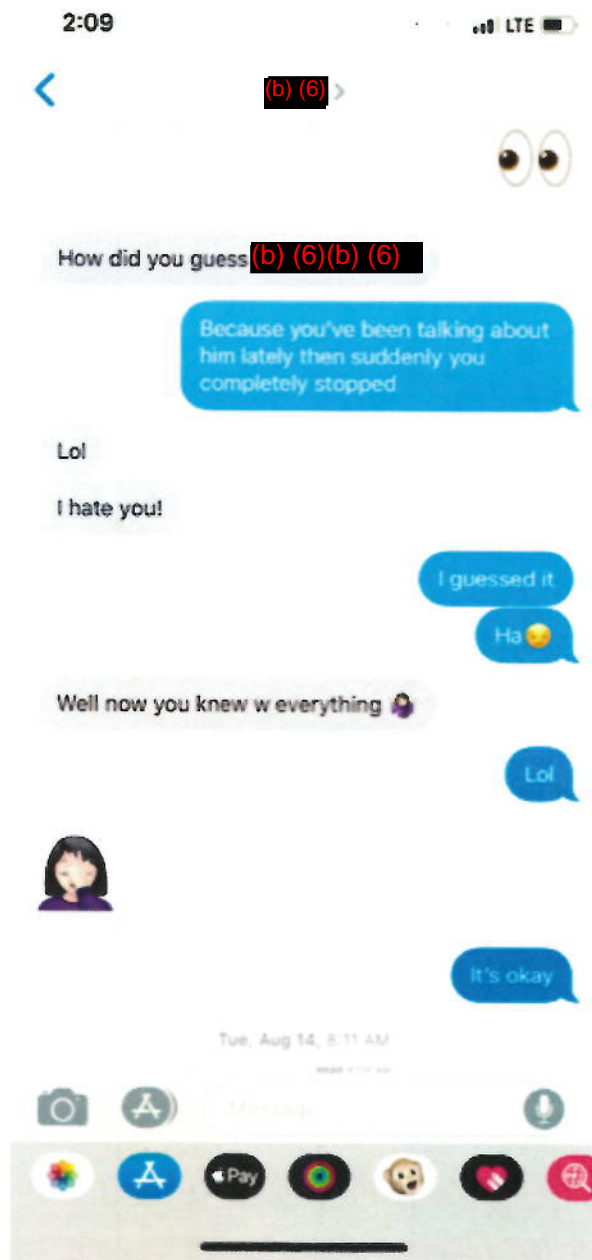 2:09 LTE
(b) (6)
How did you guess (b) (6)(b) (6)
Because you've been talking about
him lately then suddenly you
completely stopped
Lol
I hate you!
I guessed it
Ha
Well now you knew w everything
Lol
It's okay
Tue, Aug 14, 8:11 AM
Message
Pay